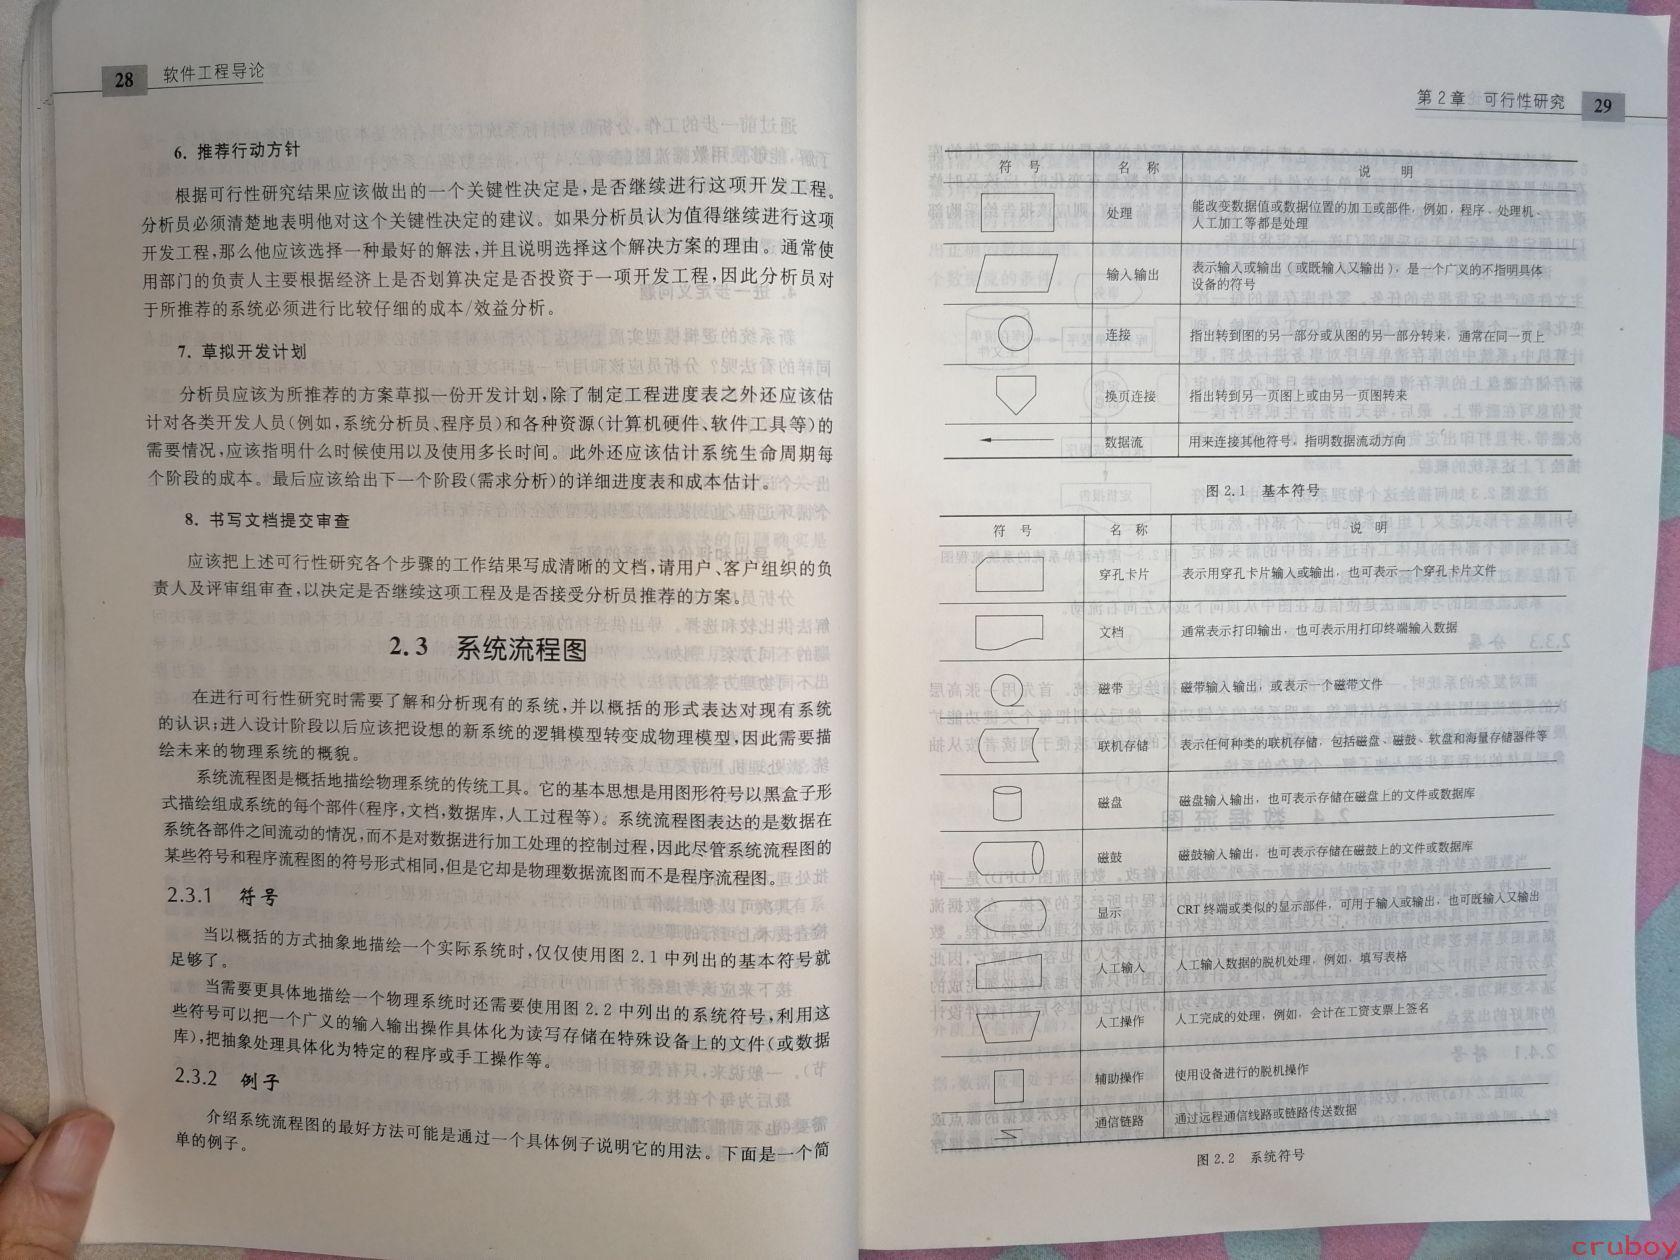 28 软件工程导论
6. 推荐行动方针
根据可行性研究结果应该做出的一个关键性决定是,是否继续进行这项开发工程。
分析员必须清楚地表明他对这个关键性决定的建议。如果分析员认为值得继续进行这项
开发工程,那么他应该选择一种最好的解法,并且说明选择这个解决方案的理由。通常使
用部门的负责人主要根据经济上是否划算决定是否投资于一项开发工程,因此分析员对
于所推荐的系统必须进行比较仔细的成本/效益分析。
7. 草拟开发计划
分析员应该为所推荐的方案草拟一份开发计划,除了制定工程进度表之外还应该估
计对各类开发人员(例如,系统分析员、程序员)和各种资源(计算机硬件、软件工具等)的
需要情况,应该指明什么时候使用以及使用多长时间。此外还应该估计系统生命周期每
个阶段的成本。最后应该给出下一个阶段(需求分析)的详细进度表和成本估计。
8. 书写文档提交审查
应该把上述可行性研究各个步骤的工作结果写成清晰的文档,请用户、客户组织的负
责人及评审组审查,以决定是否继续这项工程及是否接受分析员推荐的方案。
2.3 系统流程图
在进行可行性研究时需要了解和分析现有的系统,并以概括的形式表达对现有系统
的认识;进入设计阶段以后应该把设想的新系统的逻辑模型转变成物理模型,因此需要描
绘未来的物理系统的概貌。
系统流程图是概括地描绘物理系统的传统工具。它的基本思想是用图形符号以黑盒子形
式描绘组成系统的每个部件(程序,文档,数据库,人工过程等)。系统流程图表达的是数据在
系统各部件之间流动的情况,而不是对数据进行加工处理的控制过程,因此尽管系统流程图的
某些符号和程序流程图的符号形式相同,但是它却是物理数据流图而不是程序流程图。
2.3.1 符号
当以概括的方式抽象地描绘一个实际系统时,仅仅使用图 2.1 中列出的基本符号就
足够了。
当需要更具体地描绘一个物理系统时还需要使用图 2.2 中列出的系统符号,利用这
些符号可以把一个广义的输入输出操作具体化为读写存储在特殊设备上的文件(或数据
库),把抽象处理具体化为特定的程序或手工操作等。
2.3.2 例子
介绍系统流程图的最好方法可能是通过一个具体例子说明它的用法。下面是一个简
单的例子。
第 2 章 可行性研究 29
符 号 名 称 说 明
处理 能改变数据值或数据位置的加工或部件,例如,程序、处理机、
人工加工等都是处理
输入输出 表示输入或输出(或既输入又输出),是一个广义的不指明具体
设备的符号
连接 指出转到图的另一部分或从图的另一部分转来,通常在同一页上
换页连接 指出转到另一页图上或由另一页图转来
数据流 用来连接其他符号,指明数据流动方向
图 2.1 基本符号
符 号 名 称 说 明
穿孔卡片 表示用穿孔卡片输入或输出,也可表示一个穿孔卡片文件
文档 通常表示打印输出,也可表示用打印终端输入数据
磁带 磁带输入输出,或表示一个磁带文件
联机存储 表示任何种类的联机存储,包括磁盘、磁鼓、软盘和海量存储器件等
磁盘 磁盘输入输出,也可表示存储在磁盘上的文件或数据库
磁鼓 磁鼓输入输出,也可表示存储在磁鼓上的文件或数据库
显示 CRT 终端或类似的显示部件,可用于输入或输出,也可既输入又输出
人工输入 人工输入数据的脱机处理,例如,填写表格
人工操作 人工完成的处理,例如,会计在工资支票上签名
辅助操作 使用设备进行的脱机操作
通信链路 通过远程通信线路或链路传送数据
图 2.2 系统符号
cruboy